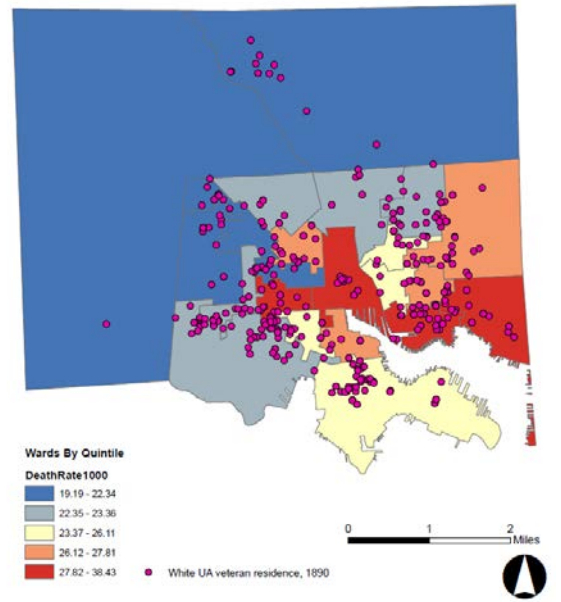 Wards By Quintile
DeathRate1000
19.19 - 22.34
22.35 - 23.36
23.37 - 26.11
26.12 - 27.81
27.82 - 38.43
White UA veteran residence, 1890
0 1 2
Miles